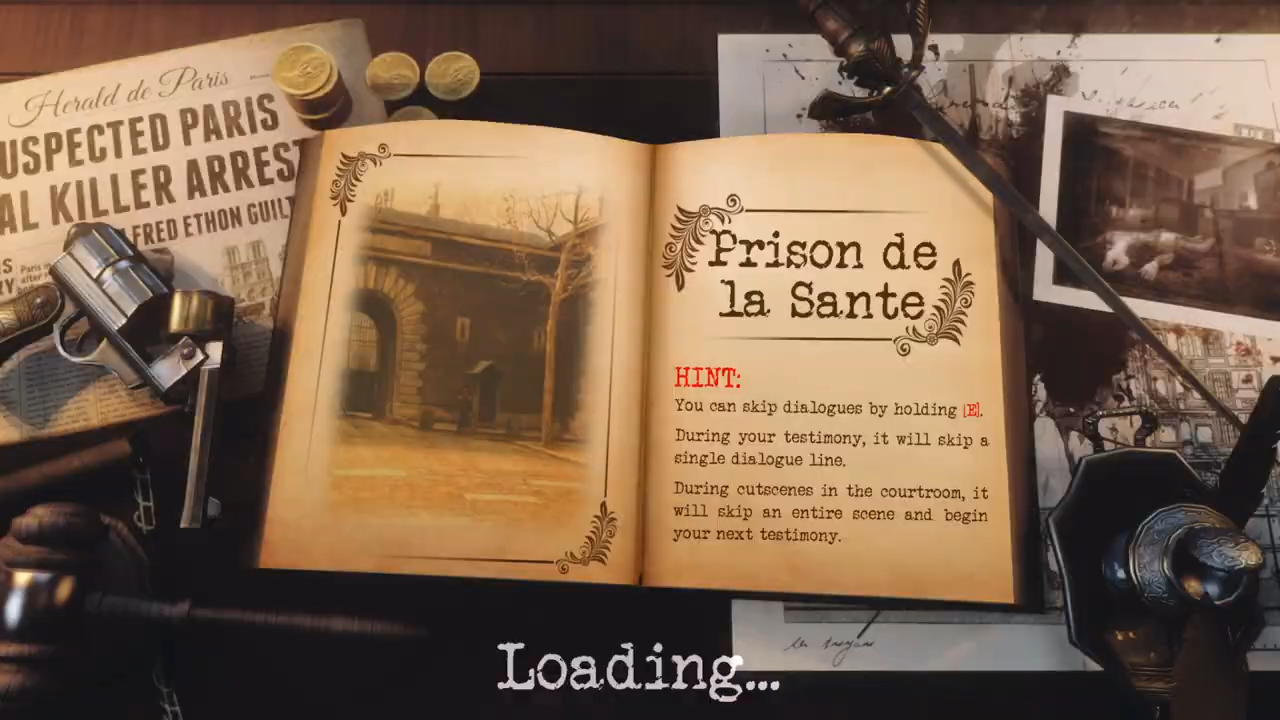 Herald de Paris
USPECTED PARIS
AL KILLER ARREST
LFRED ETHON GUILT
Prison de
la Sante
HINT:
You can skip dialogues by holding [E].
During your testimony, it will skip a
single dialogue line.
During cutscenes in the courtroom, it
will skip an entire scene and begin
your next testimony.
Loading...